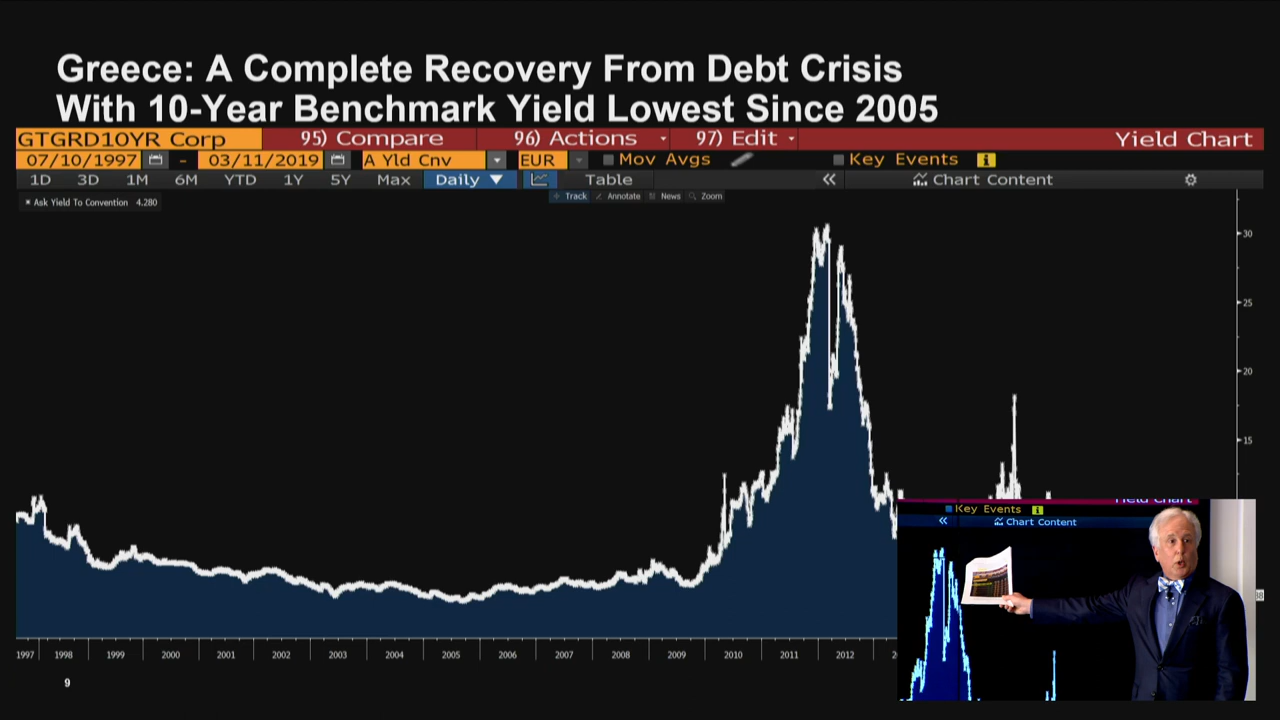 Greece: A Complete Recovery From Debt Crisis
With 10-Year Benchmark Yield Lowest Since 2005
GTGRD10YR Corp 95) Compare 96) Actions 97) Edit Yield Chart
07/10/1997 - 03/11/2019 A Yld Cnv EUR Mov Avgs Key Events
1D 3D 1M 6M YTD 1Y 5Y Max Daily ▼ Table « Chart Content
Track Annotate News Zoom
Ask Yield To Convention 4.280
30
25
20
15
Key Events
« Chart Content
1997 1998 1999 2000 2001 2002 2003 2004 2005 2006 2007 2008 2009 2010 2011 2012
9